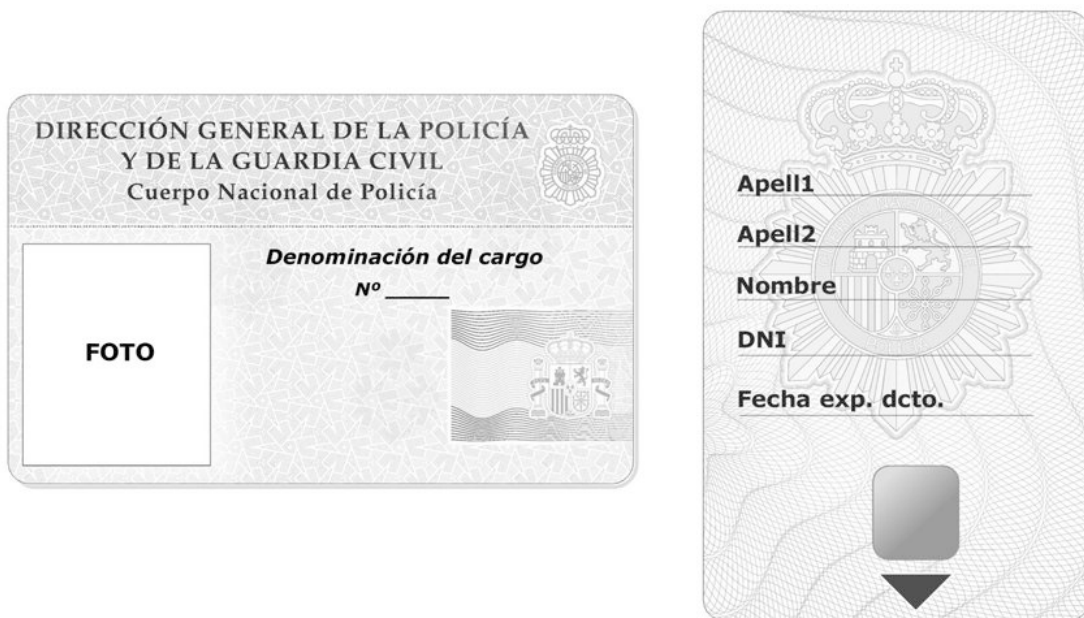 DIRECCIÓN GENERAL DE LA POLICÍA
Y DE LA GUARDIA CIVIL
Cuerpo Nacional de Policía
Denominación del cargo
Nº ______
FOTO
Apell1
Apell2
Nombre
DNI
Fecha exp. dcto.